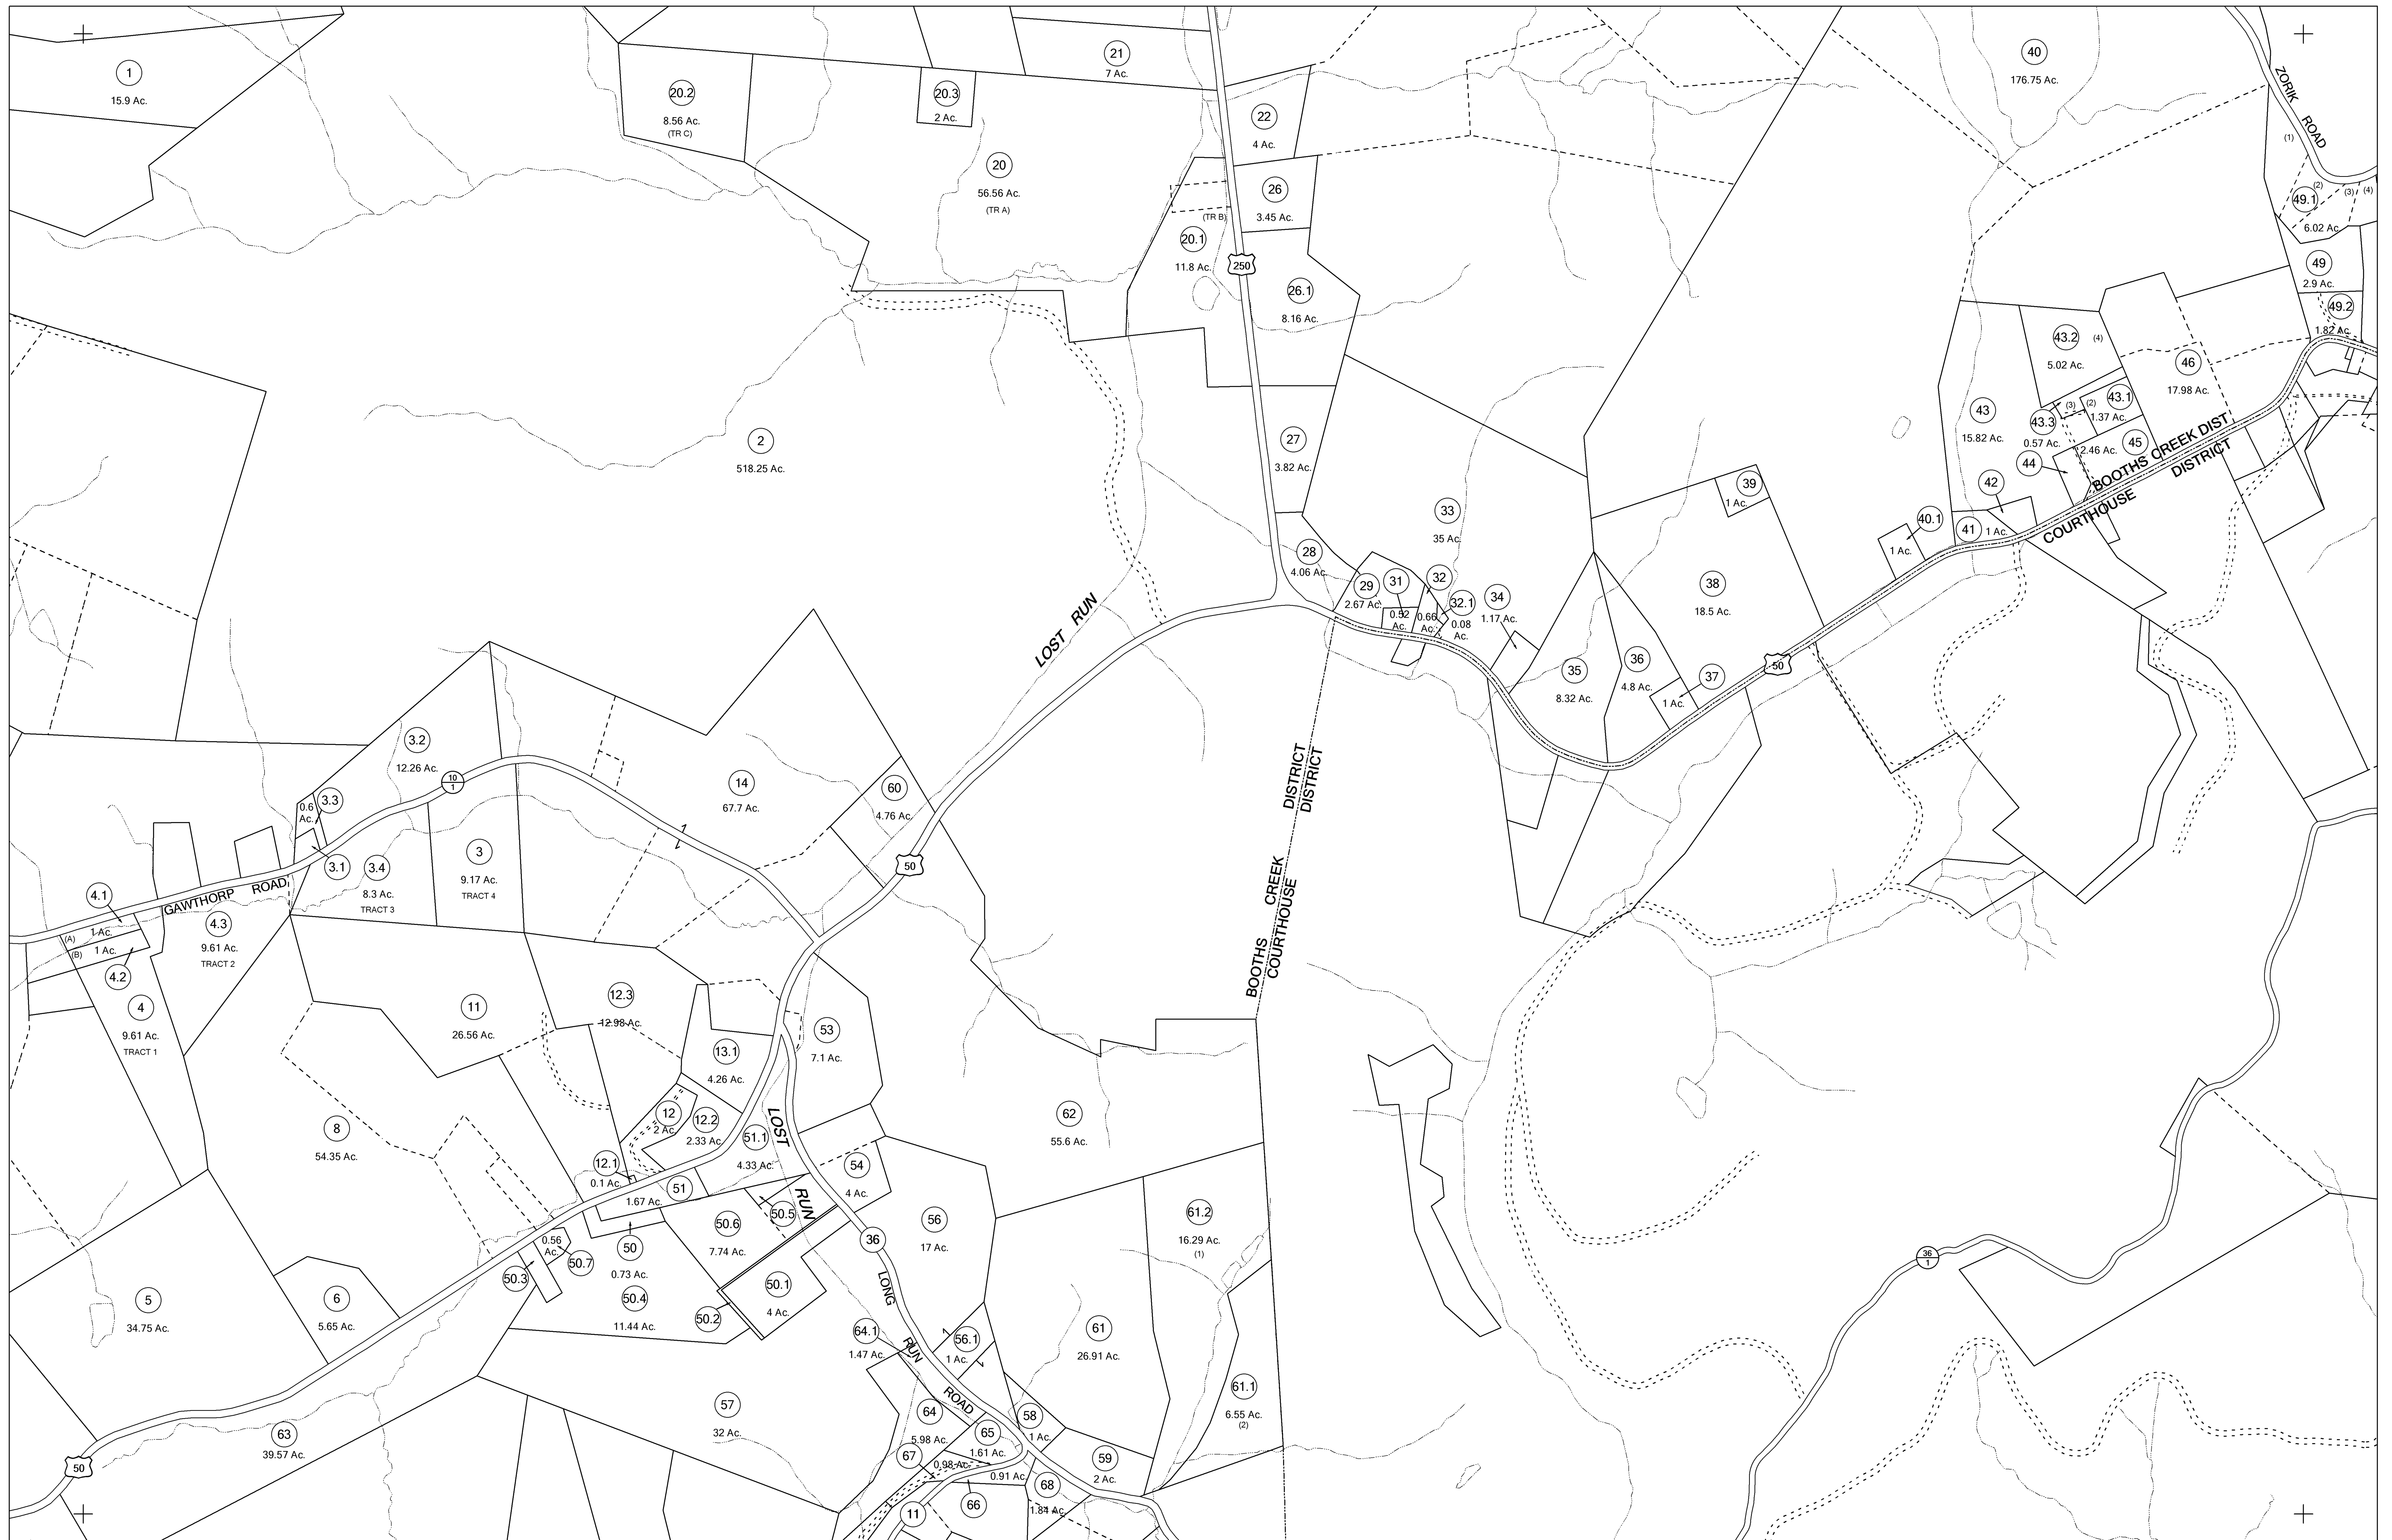 1
15.9 Ac.
20.2
8.56 Ac.
(TR C)
20.3
2 Ac.
21
7 Ac.
20
56.56 Ac.
(TR A)
22
4 Ac.
26
3.45 Ac.
(TR B)
20.1
11.8 Ac.
250
26.1
8.16 Ac.
40
176.75 Ac.
ZORIK ROAD
(1)
(2)
(3)
(4)
49.1
6.02 Ac.
49
2.9 Ac.
49.2
1.82 Ac.
2
518.25 Ac.
27
3.82 Ac.
28
4.06 Ac.
29
2.67 Ac.
31
0.52
Ac.
32
0.66
Ac.
32.1
0.08
Ac.
33
35 Ac.
34
1.17 Ac.
35
8.32 Ac.
36
4.8 Ac.
37
1 Ac.
38
18.5 Ac.
39
1 Ac.
50
40.1
1 Ac.
41
1 Ac.
42
43
15.82 Ac.
43.2
(4)
5.02 Ac.
43.3
0.57 Ac.
(3)
(2)
43.1
1.37 Ac.
44
2.46 Ac.
45
46
17.98 Ac.
BOOTHS CREEK DIST
COURTHOUSE DISTRICT
LOST RUN
BOOTHS CREEK DISTRICT
COURTHOUSE DISTRICT
3.2
12.26 Ac.
10
1
3.3
0.6
Ac.
3.1
3.4
8.3 Ac.
TRACT 3
3
9.17 Ac.
TRACT 4
14
67.7 Ac.
60
4.76 Ac.
50
GAWTHORP ROAD
4.1
(A)
1 Ac.
(B)
1 Ac.
4.2
4.3
9.61 Ac.
TRACT 2
4
9.61 Ac.
TRACT 1
11
26.56 Ac.
12.3
12.98 Ac.
13.1
4.26 Ac.
53
7.1 Ac.
8
54.35 Ac.
12
2 Ac.
12.2
2.33 Ac.
12.1
0.1 Ac.
51.1
4.33 Ac.
LOST RUN
51
1.67 Ac.
54
4 Ac.
62
55.6 Ac.
50
0.73 Ac.
50.3
0.56
Ac.
50.7
50.4
11.44 Ac.
50.6
7.74 Ac.
50.5
50.1
4 Ac.
50.2
36
56
17 Ac.
61.2
16.29 Ac.
(1)
5
34.75 Ac.
6
5.65 Ac.
LONG RUN ROAD
64.1
1.47 Ac.
56.1
1 Ac.
61
26.91 Ac.
61.1
6.55 Ac.
(2)
36
1
57
32 Ac.
64
5.98 Ac.
65
1.61 Ac.
58
1 Ac.
59
2 Ac.
63
39.57 Ac.
50
67
0.98 Ac.
0.91 Ac.
66
68
1.84 Ac.
11